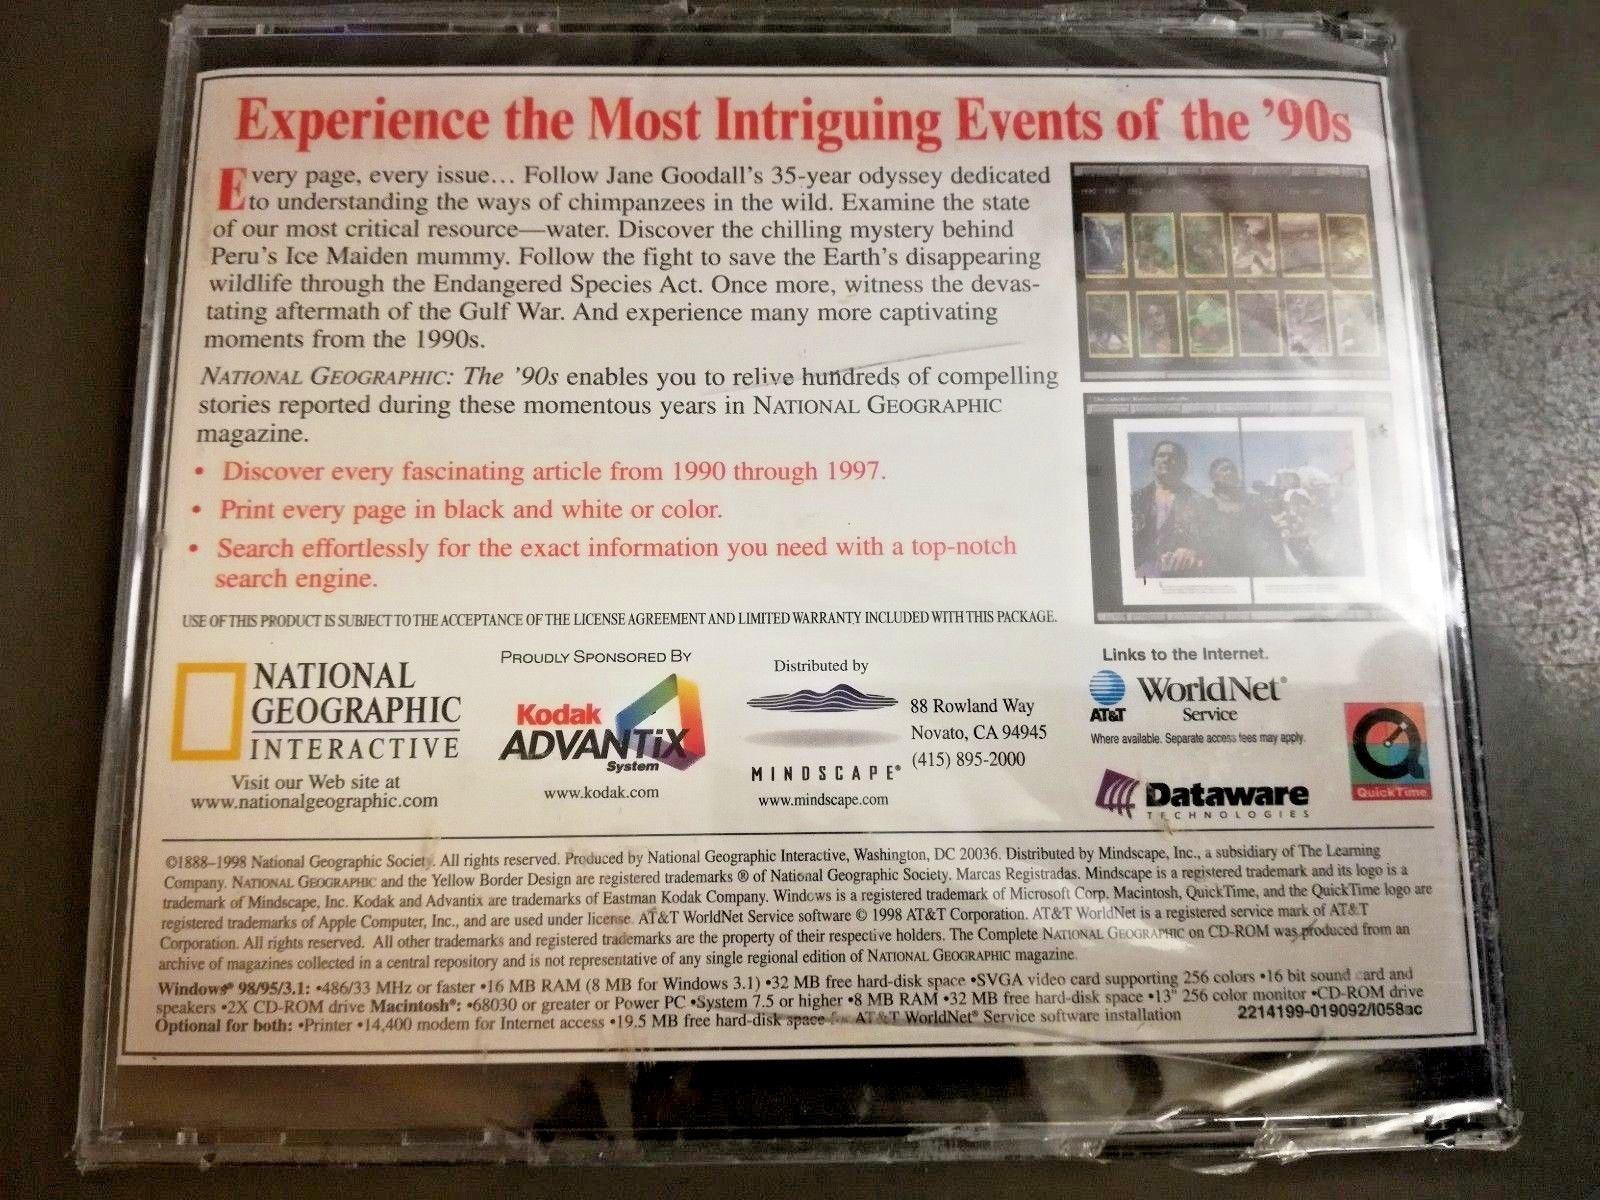 Experience the Most Intriguing Events of the ’90s
Every page, every issue... Follow Jane Goodall’s 35-year odyssey dedicated
to understanding the ways of chimpanzees in the wild. Examine the state
of our most critical resource—water. Discover the chilling mystery behind
Peru’s Ice Maiden mummy. Follow the fight to save the Earth’s disappearing
wildlife through the Endangered Species Act. Once more, witness the devas-
tating aftermath of the Gulf War. And experience many more captivating
moments from the 1990s.
NATIONAL GEOGRAPHIC: The ’90s enables you to relive hundreds of compelling
stories reported during these momentous years in NATIONAL GEOGRAPHIC
magazine.
• Discover every fascinating article from 1990 through 1997.
• Print every page in black and white or color.
• Search effortlessly for the exact information you need with a top-notch
search engine.
USE OF THIS PRODUCT IS SUBJECT TO THE ACCEPTANCE OF THE LICENSE AGREEMENT AND LIMITED WARRANTY INCLUDED WITH THIS PACKAGE.
NATIONAL
GEOGRAPHIC
INTERACTIVE
Visit our Web site at
www.nationalgeographic.com
PROUDLY SPONSORED BY
Kodak
ADVANTiX
System
www.kodak.com
Distributed by
MINDSCAPE®
www.mindscape.com
88 Rowland Way
Novato, CA 94945
(415) 895-2000
Links to the Internet.
AT&T
WorldNet®
Service
Where available. Separate access fees may apply.
Dataware
TECHNOLOGIES
QuickTime
©1888–1998 National Geographic Society. All rights reserved. Produced by National Geographic Interactive, Washington, DC 20036. Distributed by Mindscape, Inc., a subsidiary of The Learning
Company. NATIONAL GEOGRAPHIC and the Yellow Border Design are registered trademarks ® of National Geographic Society. Marcas Registradas. Mindscape is a registered trademark and its logo is a
trademark of Mindscape, Inc. Kodak and Advantix are trademarks of Eastman Kodak Company. Windows is a registered trademark of Microsoft Corp. Macintosh, QuickTime, and the QuickTime logo are
registered trademarks of Apple Computer, Inc., and are used under license. AT&T WorldNet Service software © 1998 AT&T Corporation. AT&T WorldNet is a registered service mark of AT&T
Corporation. All rights reserved. All other trademarks and registered trademarks are the property of their respective holders. The Complete NATIONAL GEOGRAPHIC on CD-ROM was produced from an
archive of magazines collected in a central repository and is not representative of any single regional edition of NATIONAL GEOGRAPHIC magazine.
Windows® 98/95/3.1: •486/33 MHz or faster •16 MB RAM (8 MB for Windows 3.1) •32 MB free hard-disk space •SVGA video card supporting 256 colors •16 bit sound card and
speakers •2X CD-ROM drive Macintosh®: •68030 or greater or Power PC •System 7.5 or higher •8 MB RAM •32 MB free hard-disk space •13" 256 color monitor •CD-ROM drive
Optional for both: •Printer •14,400 modem for Internet access •19.5 MB free hard-disk space for AT&T WorldNet® Service software installation
2214199-019092/I058ac